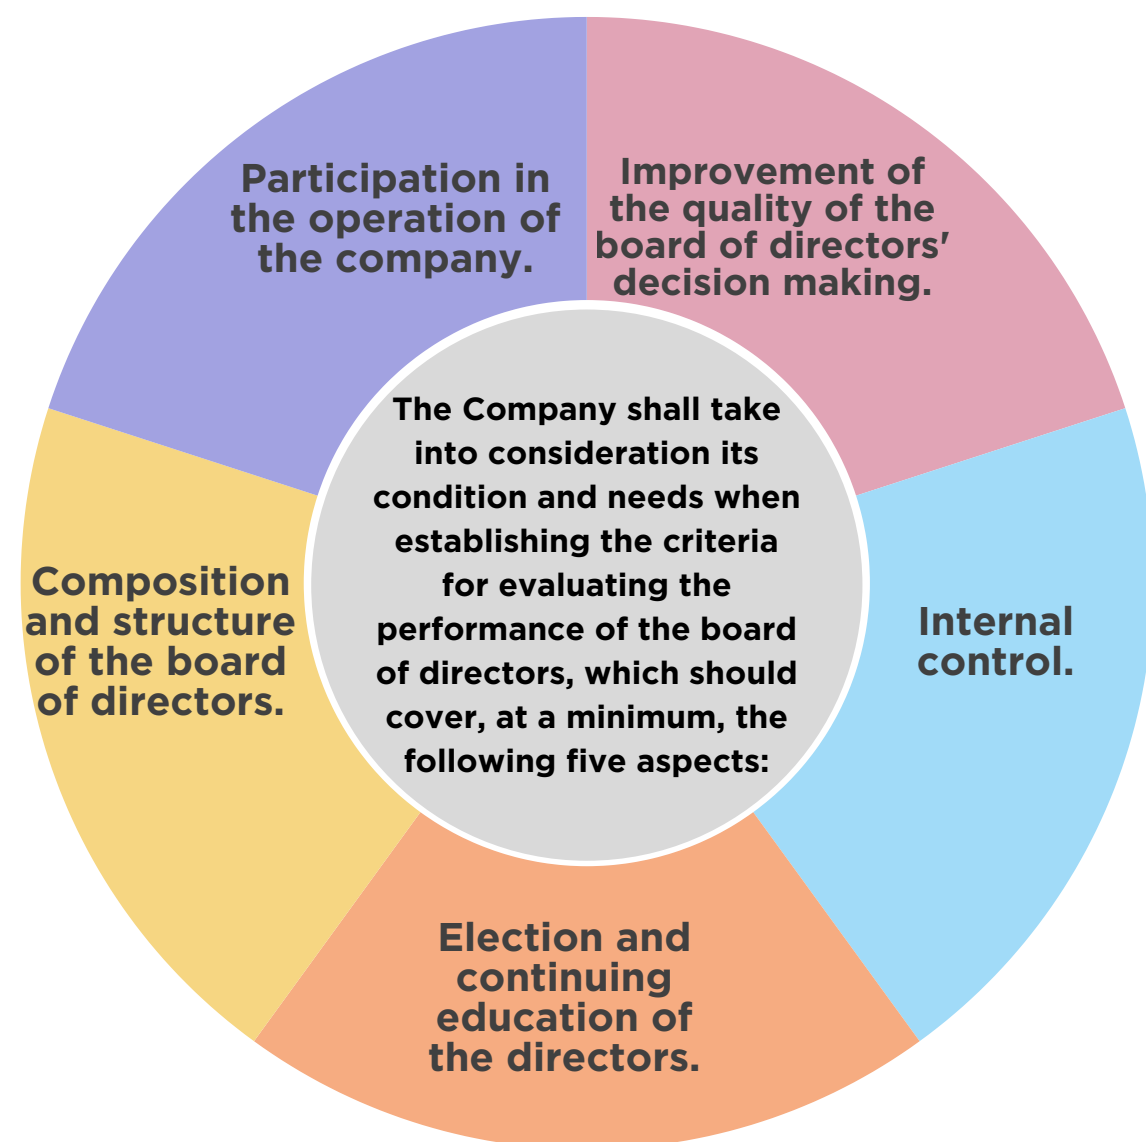 Participation in
the operation of
the company.
Improvement of
the quality of the
board of directors'
decision making.
The Company shall take
into consideration its
condition and needs when
establishing the criteria
for evaluating the
performance of the board
of directors, which should
cover, at a minimum, the
following five aspects:
Composition
and structure
of the board
of directors.
Internal
control.
Election and
continuing
education of
the directors.